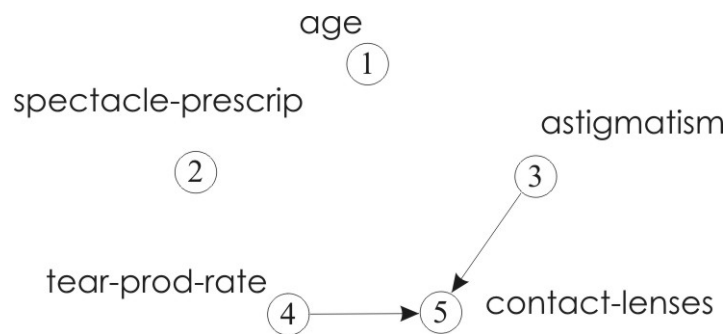 age
1
spectacle-prescrip
astigmatism
2
3
tear-prod-rate
4
5
contact-lenses